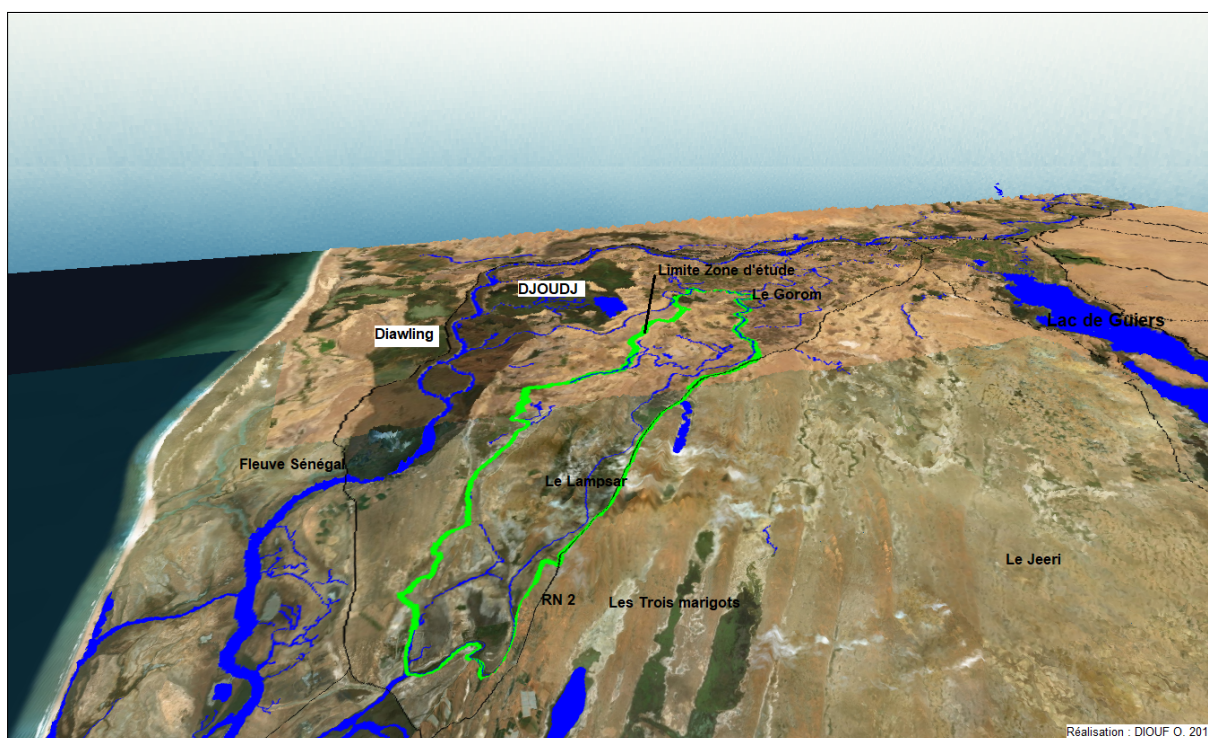 Limite Zone d'étude
DJOUDJ
Le Gorom
Lac de Guiers
Diawling
Fleuve Sénégal
Le Lampsar
Le Jeeri
RN 2
Les Trois marigots
Réalisation : DIOUF O. 201